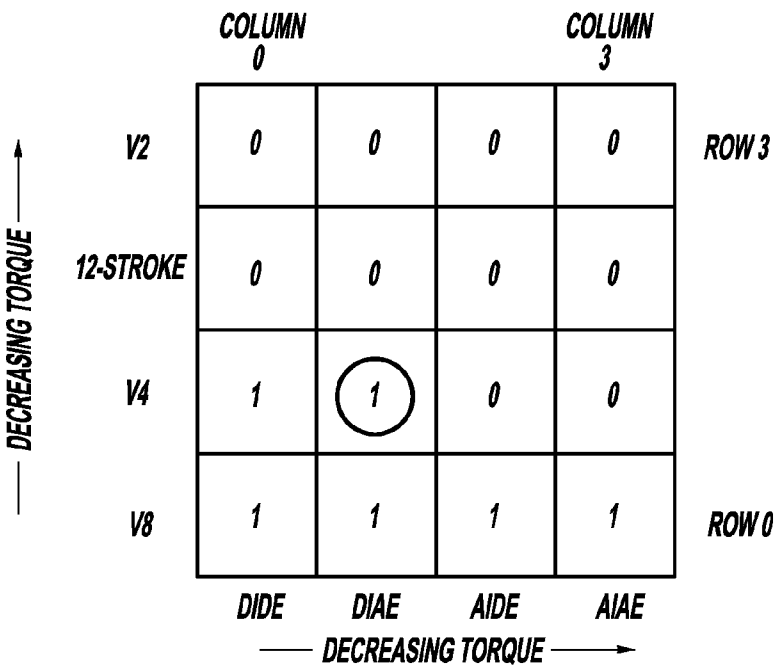 COLUMN COLUMN
0 3
V2 0 0 0 0 ROW 3
12-STROKE 0 0 0 0
V4 1 1 0 0
V8 1 1 1 1 ROW 0
DIDE DIAE AIDE AIAE
DECREASING TORQUE
DECREASING TORQUE